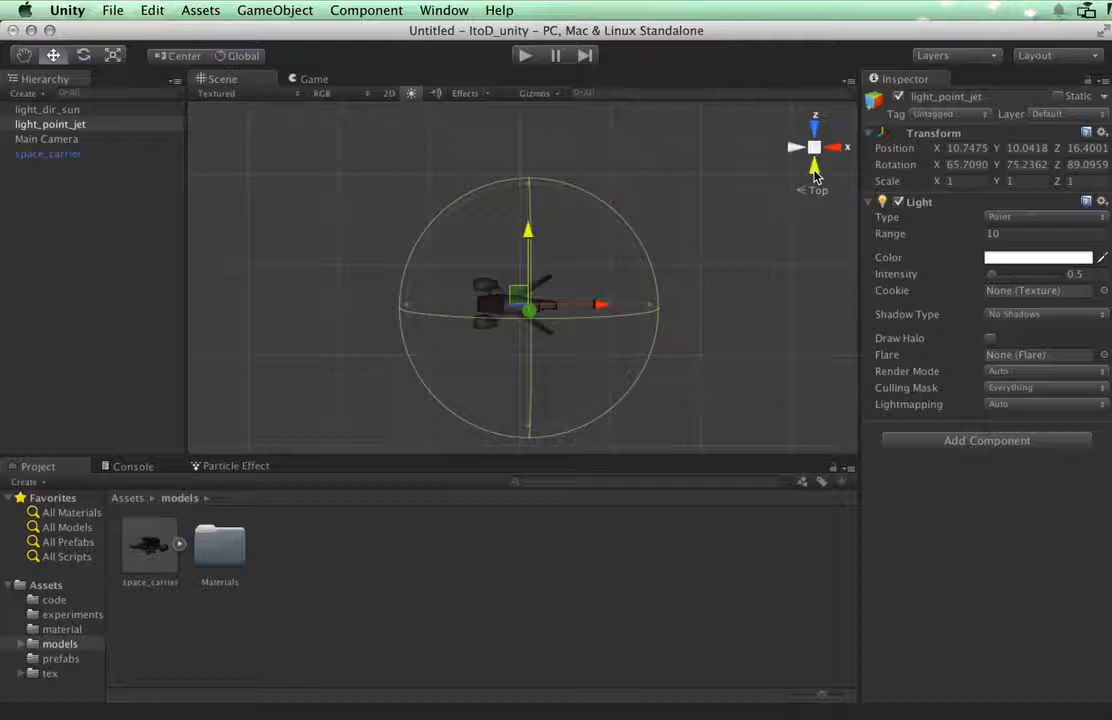 Unity File Edit Assets GameObject Component Window Help
Untitled – ItoD_unity – PC, Mac & Linux Standalone
Center Global Layers Layout
Hierarchy Scene Game Inspector
Create All Textured RGB 2D Effects Gizmos All
light_point_jet Static
light_dir_sun
light_point_jet
Main Camera
space_carrier
Tag Untagged Layer Default
Transform
Position X 10.7475 Y 10.0418 Z 16.4001
Rotation X 65.7090 Y 75.2362 Z 89.0959
Scale X 1 Y 1 Z 1
z
x
Top
Light
Type Point
Range 10
Color
Intensity 0.5
Cookie None (Texture)
Shadow Type No Shadows
Draw Halo
Flare None (Flare)
Render Mode Auto
Culling Mask Everything
Lightmapping Auto
Add Component
Project Console Particle Effect
Create
Favorites
All Materials
All Models
All Prefabs
All Scripts
Assets
code
experiments
material
models
prefabs
tex
Assets models
space_carrier Materials